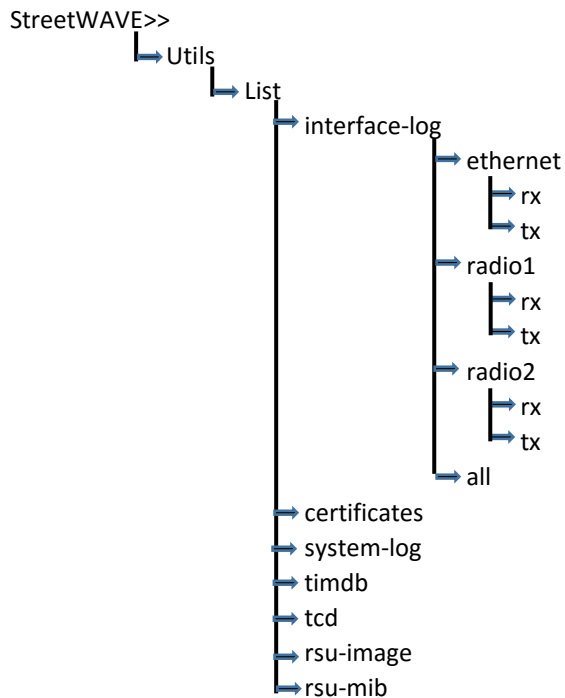 StreetWAVE>>
Utils
List
interface-log
ethernet
rx
tx
radio1
rx
tx
radio2
rx
tx
all
certificates
system-log
timdb
tcd
rsu-image
rsu-mib